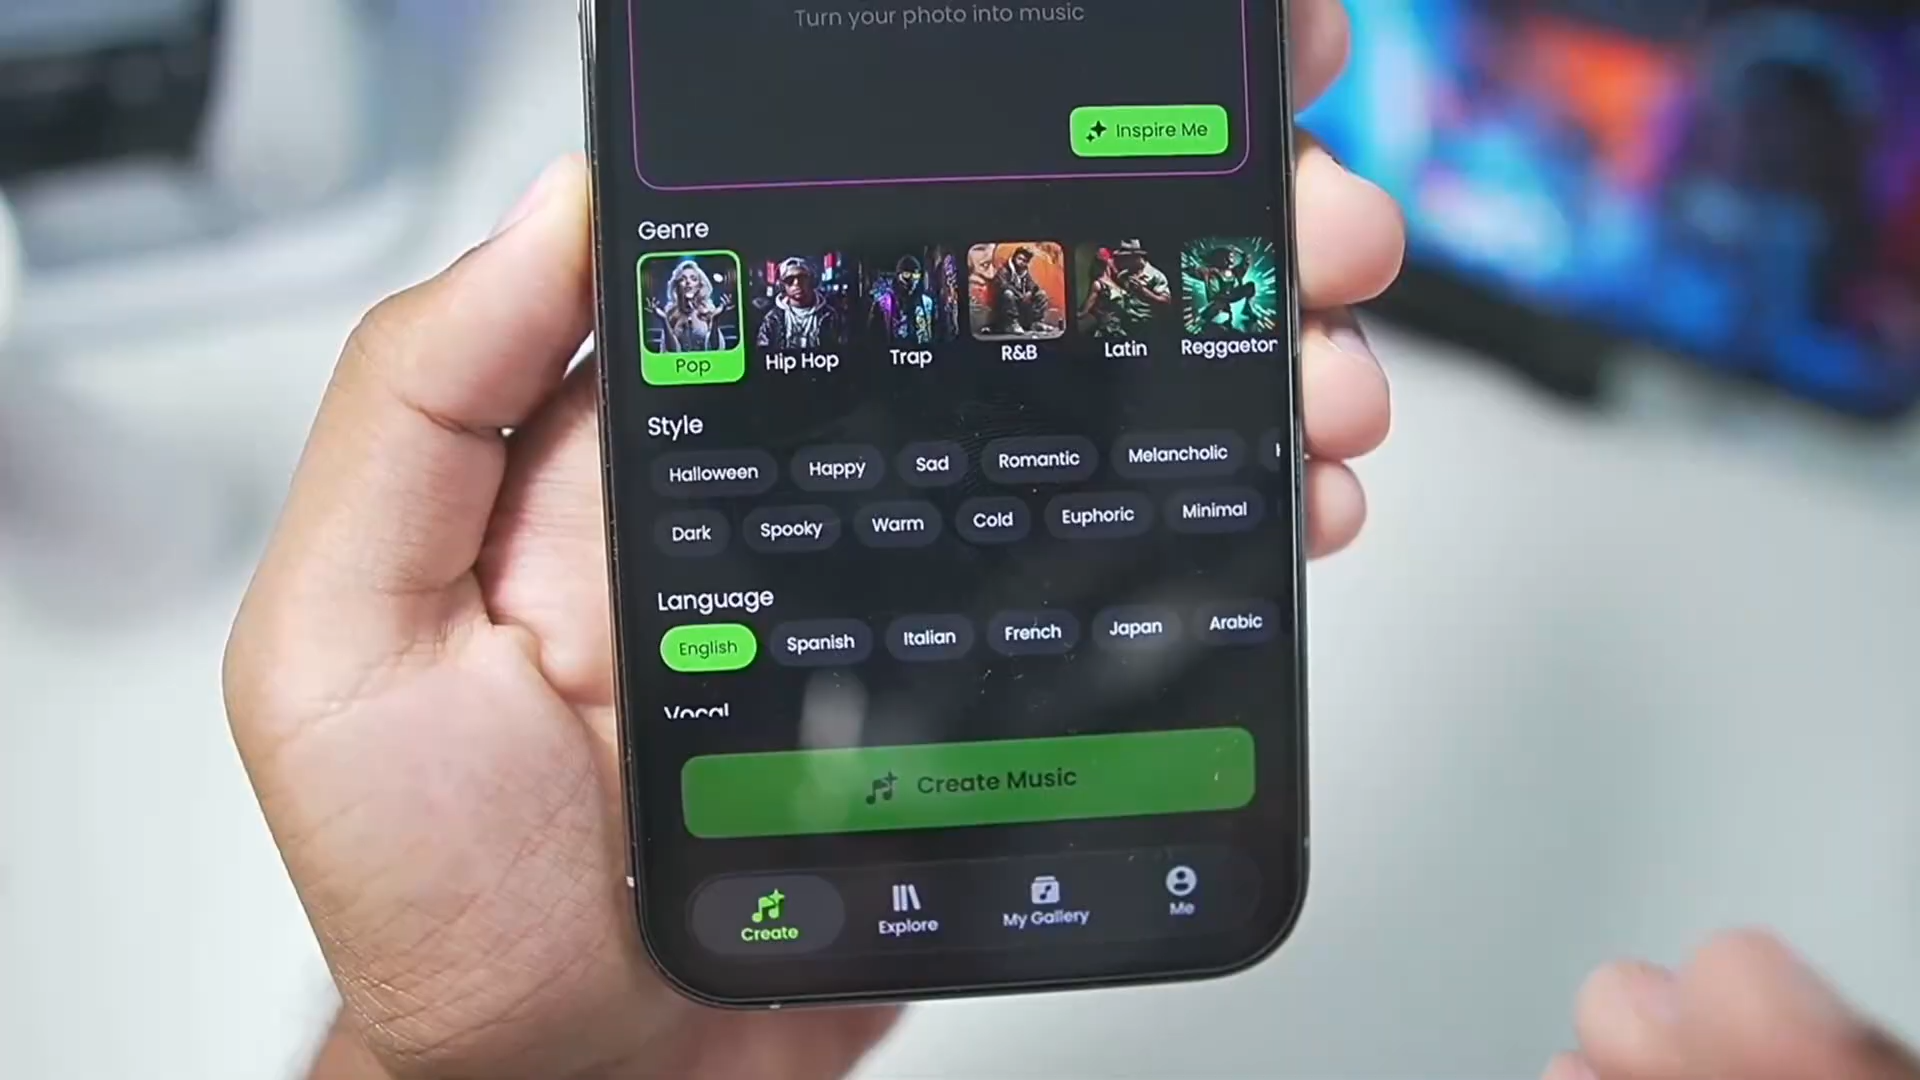 Turn your photo into music
Inspire Me
Genre
Pop Hip Hop Trap R&B Latin Reggaeton
Style
Halloween Happy Sad Romantic Melancholic
Dark Spooky Warm Cold Euphoric Minimal
Language
English Spanish Italian French Japan Arabic
Vocal
Create Music
Create Explore My Gallery Me